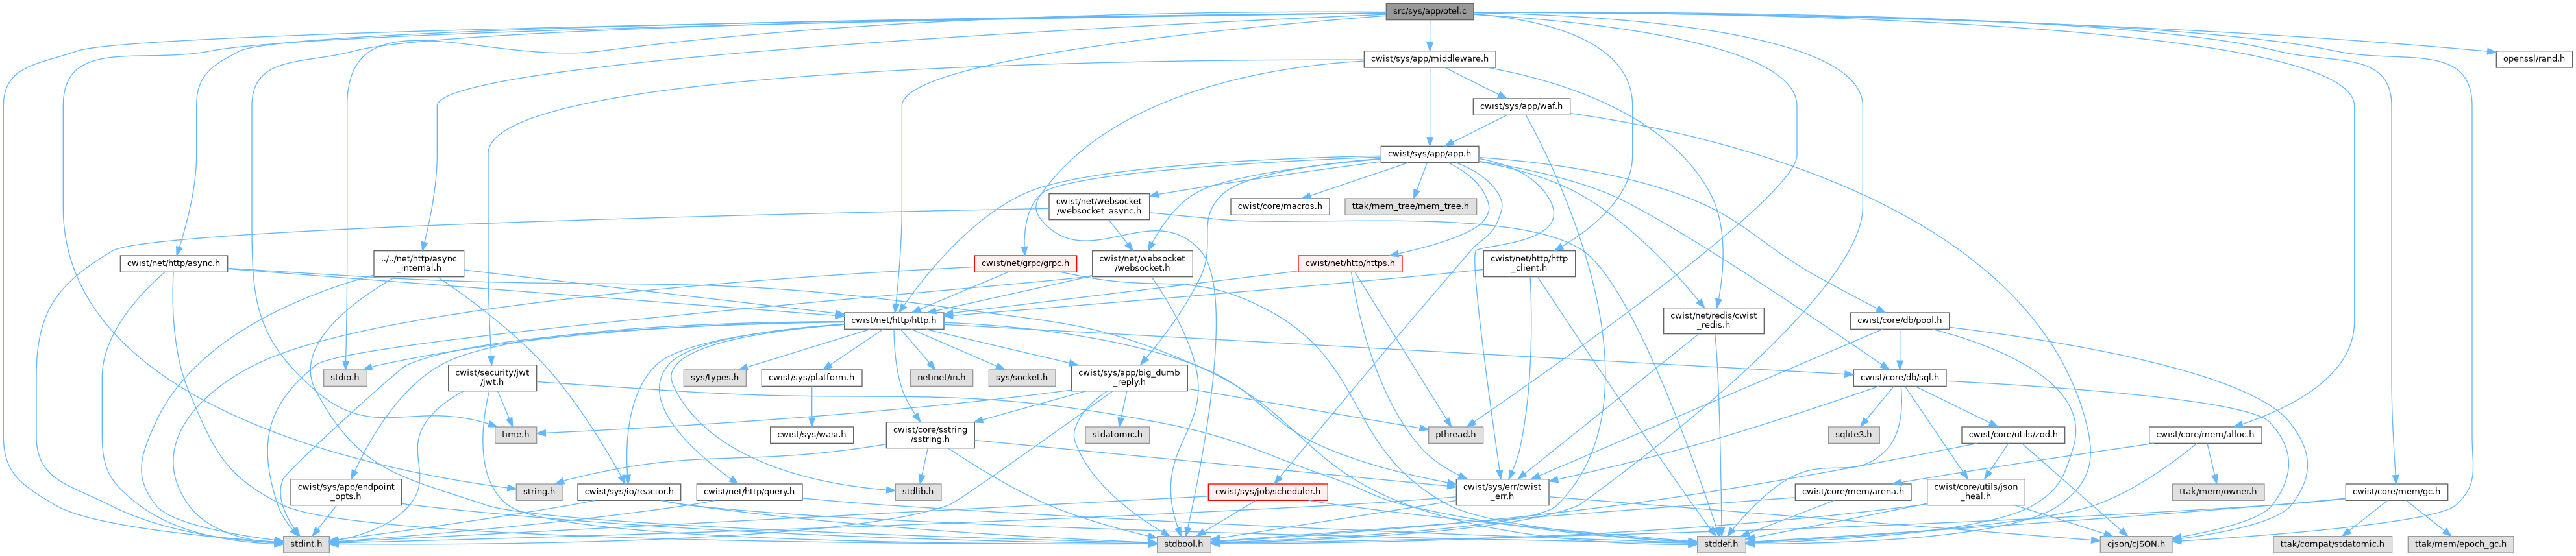 src/sys/app/otel.c
cwist/sys/app/middleware.h
openssl/rand.h
cwist/sys/app/waf.h
cwist/sys/app/app.h
cwist/net/websocket
/websocket_async.h
cwist/core/macros.h
ttak/mem_tree/mem_tree.h
cwist/net/http/async.h
../../net/http/async
_internal.h
cwist/net/grpc/grpc.h
cwist/net/websocket
/websocket.h
cwist/net/http/https.h
cwist/net/http/http
_client.h
cwist/net/http/http.h
cwist/net/redis/cwist
_redis.h
cwist/core/db/pool.h
stdio.h
cwist/security/jwt
/jwt.h
sys/types.h
cwist/sys/platform.h
netinet/in.h
sys/socket.h
cwist/sys/app/big_dumb
_reply.h
cwist/core/db/sql.h
time.h
cwist/sys/wasi.h
cwist/core/sstring
/sstring.h
stdatomic.h
pthread.h
sqlite3.h
cwist/core/utils/zod.h
cwist/core/mem/alloc.h
cwist/sys/app/endpoint
_opts.h
string.h
cwist/sys/io/reactor.h
cwist/net/http/query.h
stdlib.h
cwist/sys/job/scheduler.h
cwist/sys/err/cwist
_err.h
cwist/core/mem/arena.h
cwist/core/utils/json
_heal.h
ttak/mem/owner.h
cwist/core/mem/gc.h
stdint.h
stdbool.h
stddef.h
cjson/cJSON.h
ttak/compat/stdatomic.h
ttak/mem/epoch_gc.h